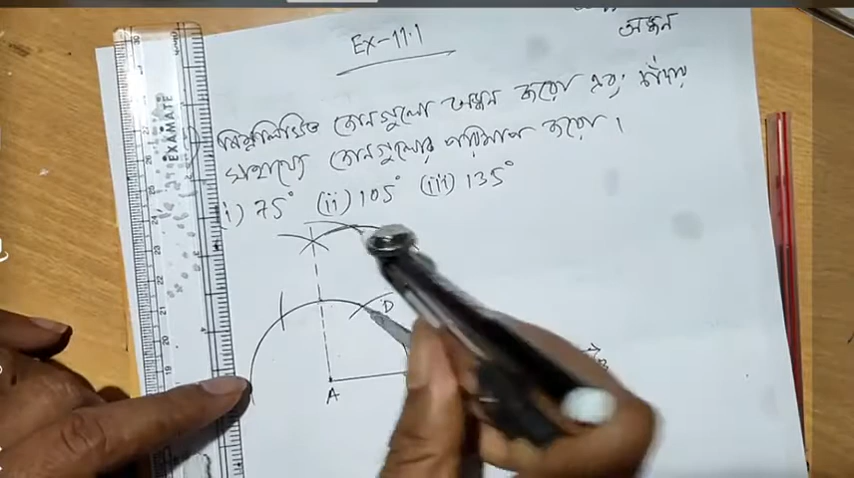 Ex-11.1
অঙ্কন
নিম্নলিখিত কোনগুলো অঙ্কন করো এবং চাঁদার
সাহায্যে কোনগুলোর পরিমাপ করো।
(i) 75° (ii) 105° (iii) 135°
D
A
EXAMATE